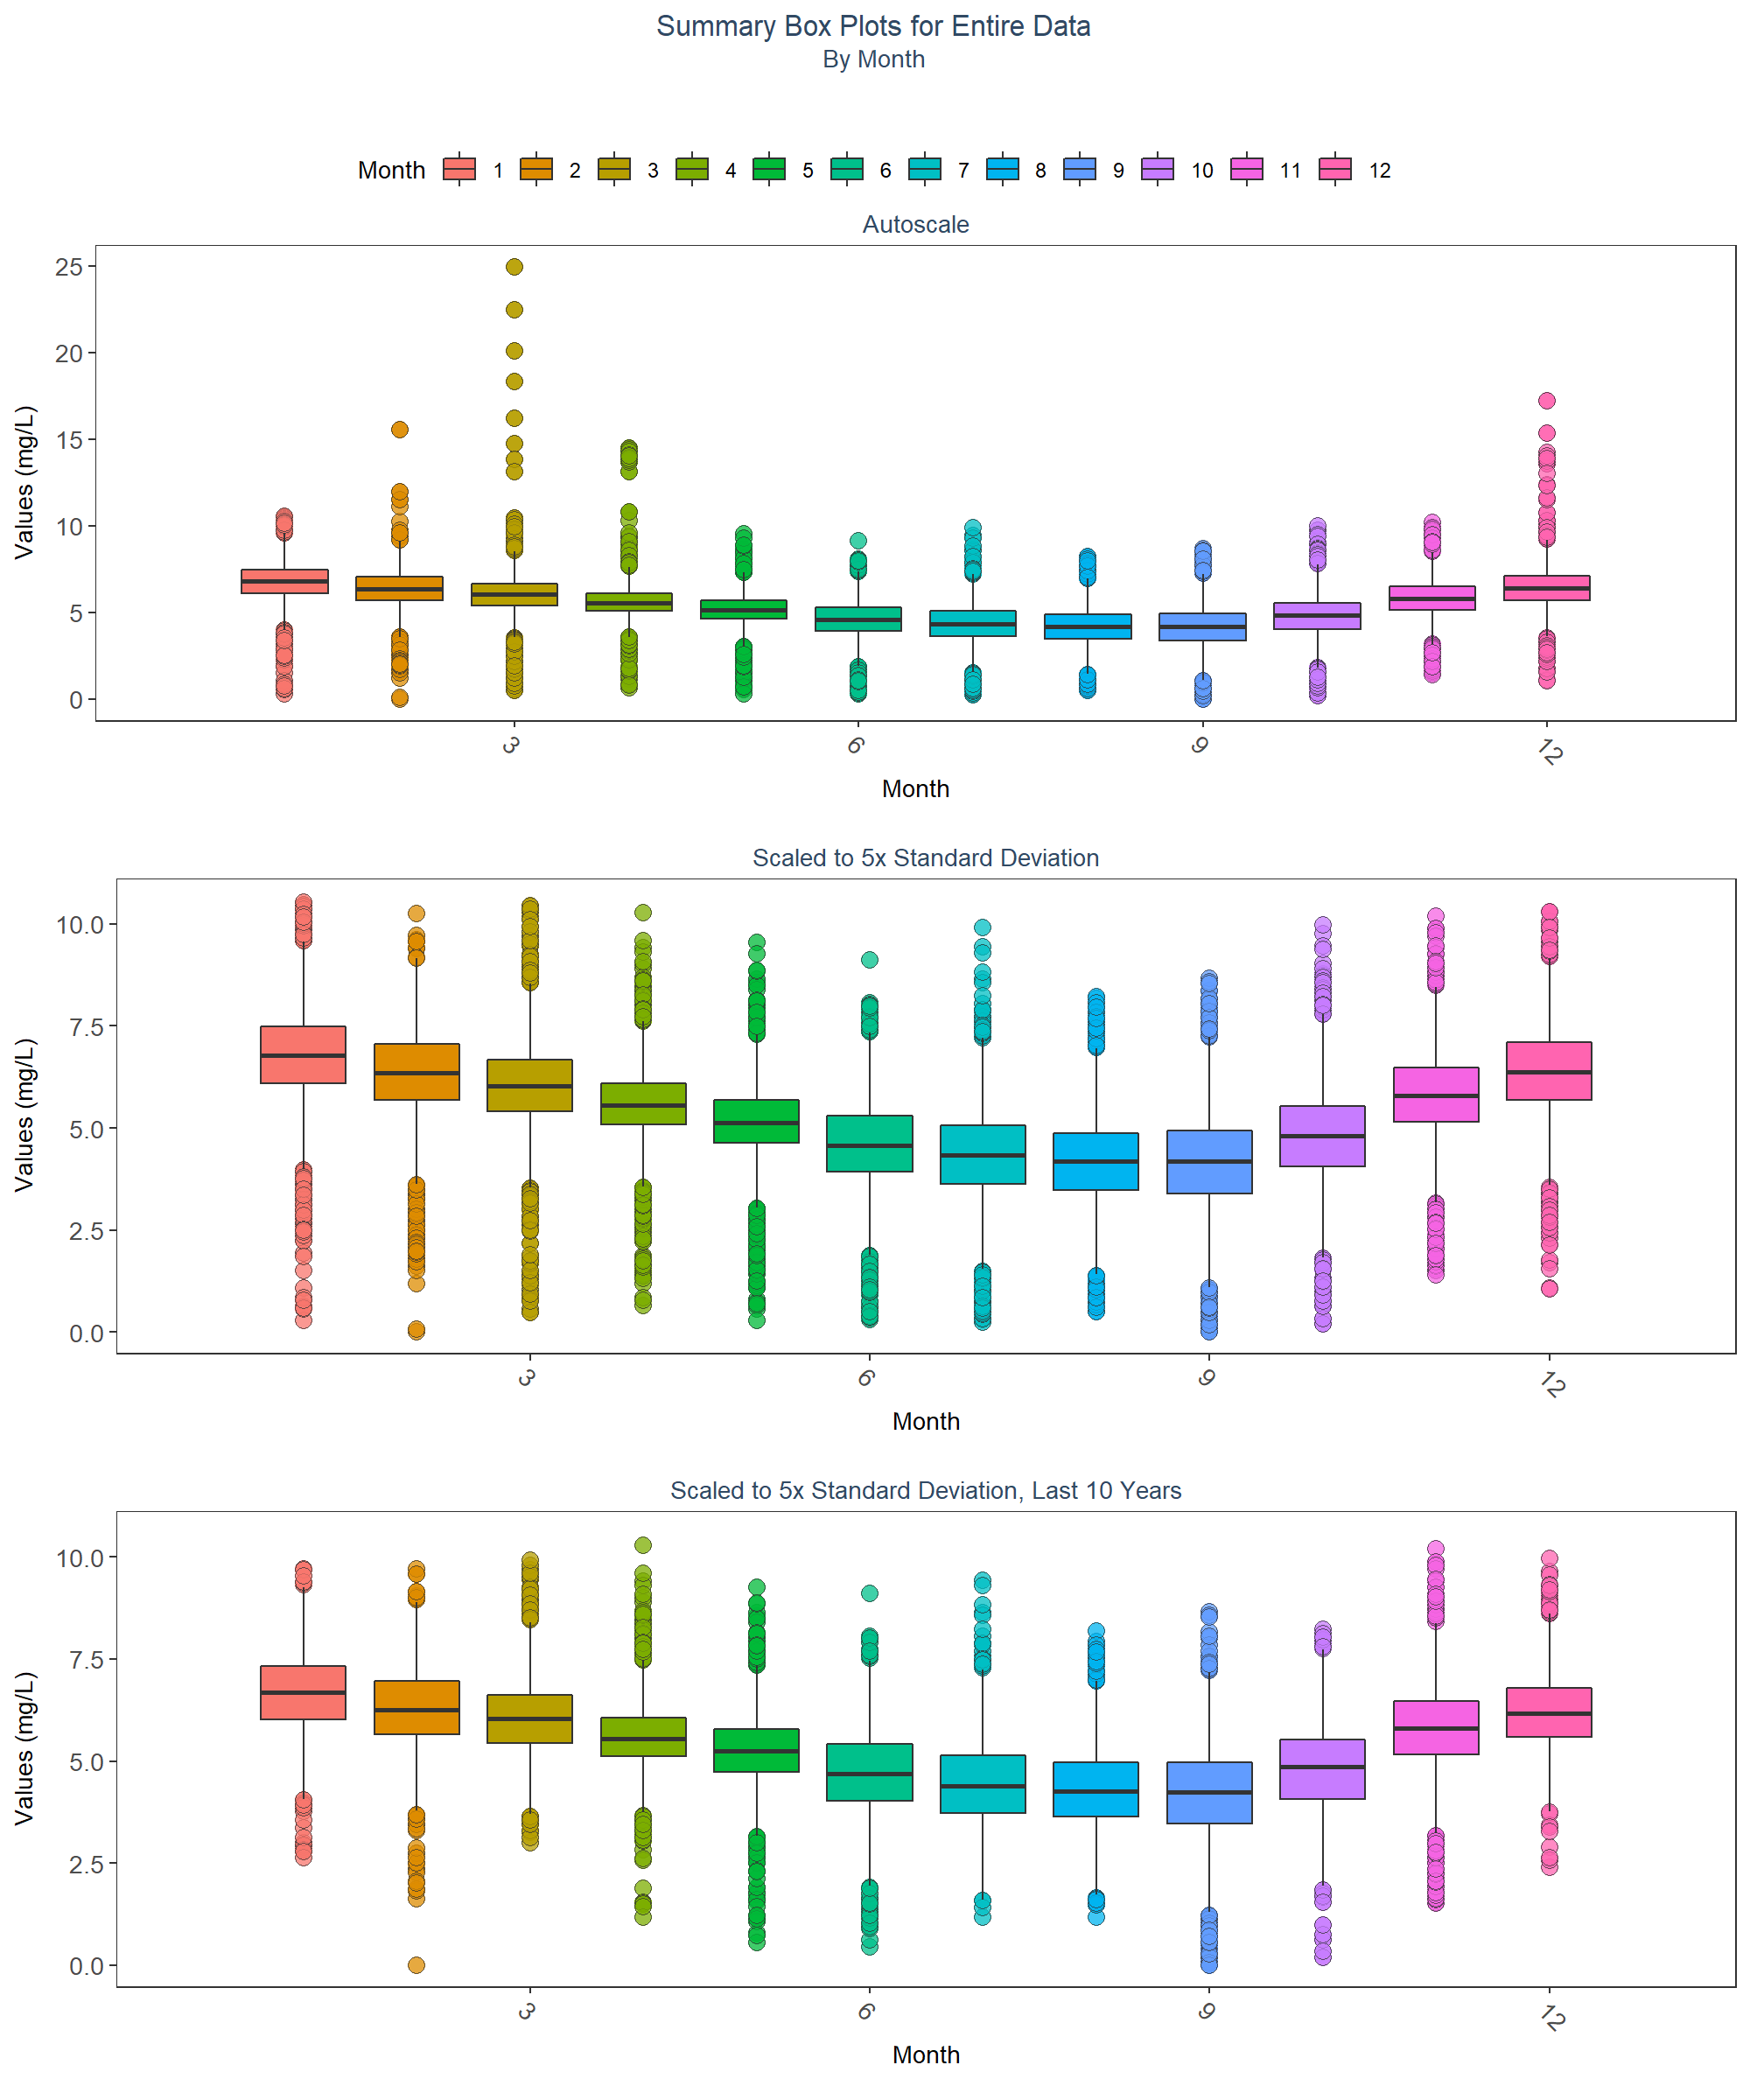 Summary Box Plots for Entire Data
By Month
Month 1 2 3 4 5 6 7 8 9 10 11 12
Autoscale
Values (mg/L)
25
20
15
10
5
0
3 6 9 12
Month
Scaled to 5x Standard Deviation
Values (mg/L)
10.0
7.5
5.0
2.5
0.0
3 6 9 12
Month
Scaled to 5x Standard Deviation, Last 10 Years
Values (mg/L)
10.0
7.5
5.0
2.5
0.0
3 6 9 12
Month